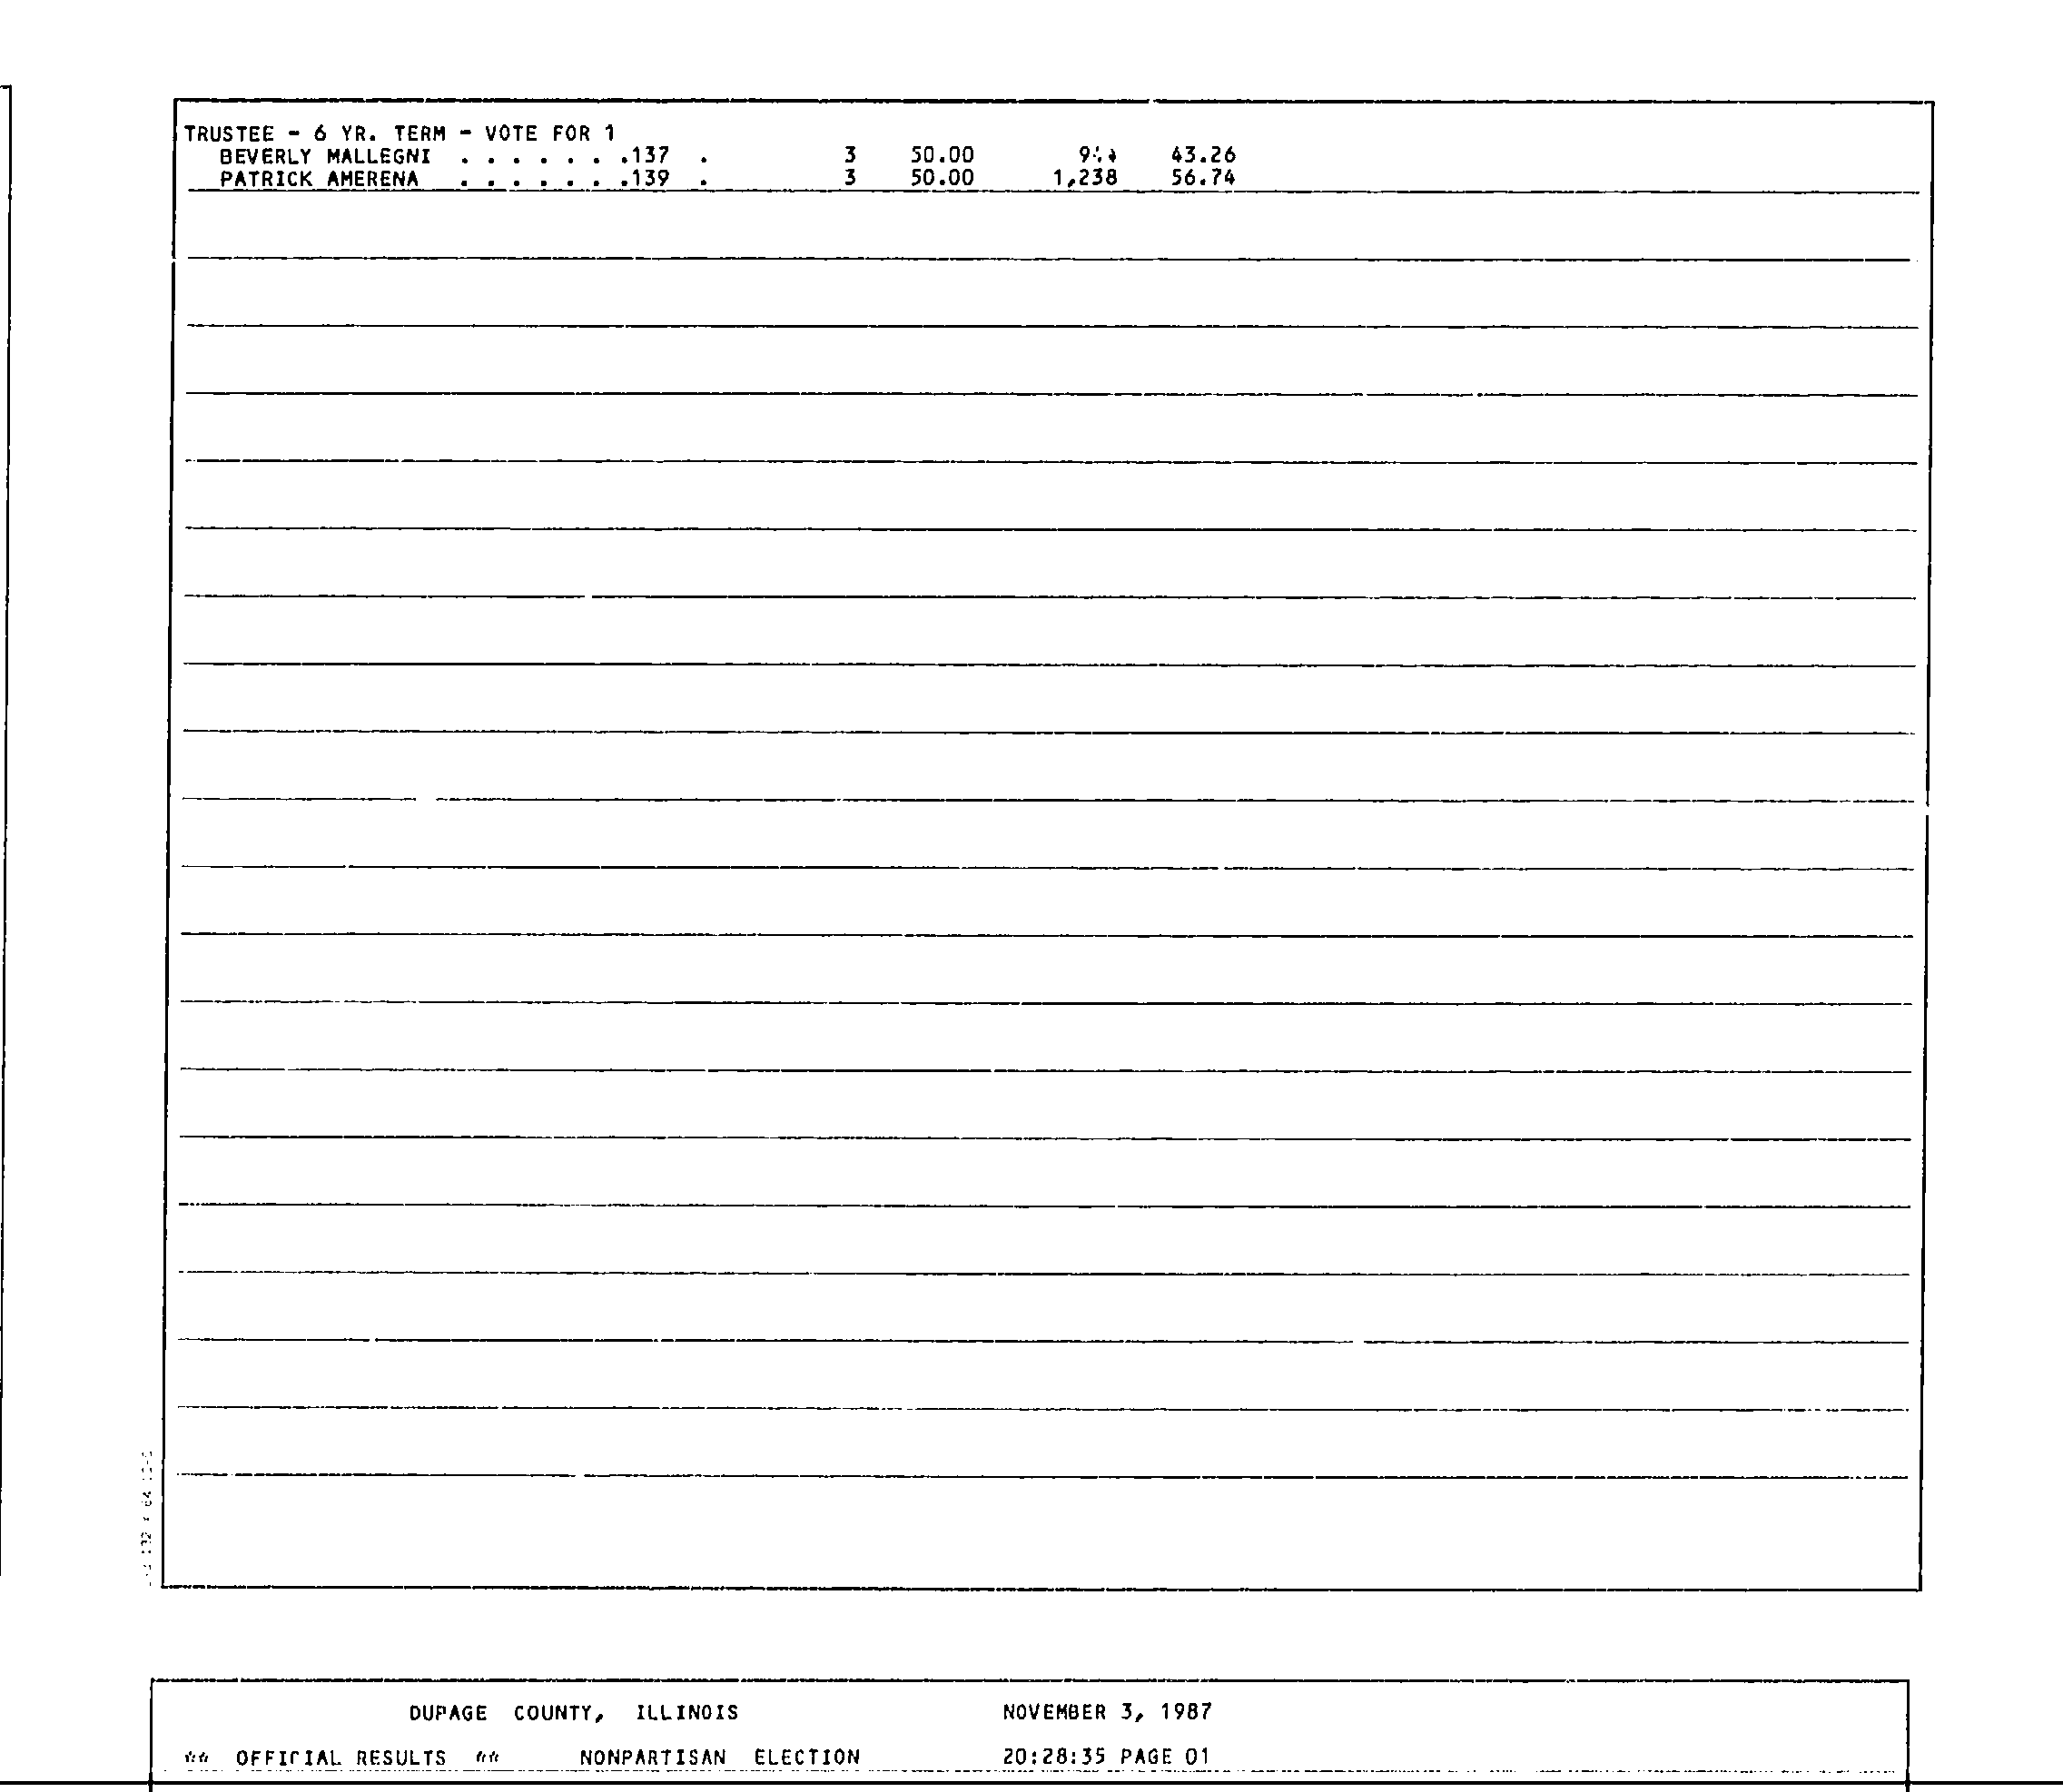 TRUSTEE - 6 YR. TERM - VOTE FOR 1
BEVERLY MALLEGNI . . . . . . .137 . 3 50.00 43.26
PATRICK AMERENA . . . . . . .139 . 3 50.00 1,238 56.74
DUPAGE COUNTY, ILLINOIS NOVEMBER 3, 1987
** OFFICIAL RESULTS ** NONPARTISAN ELECTION 20:28:35 PAGE 01